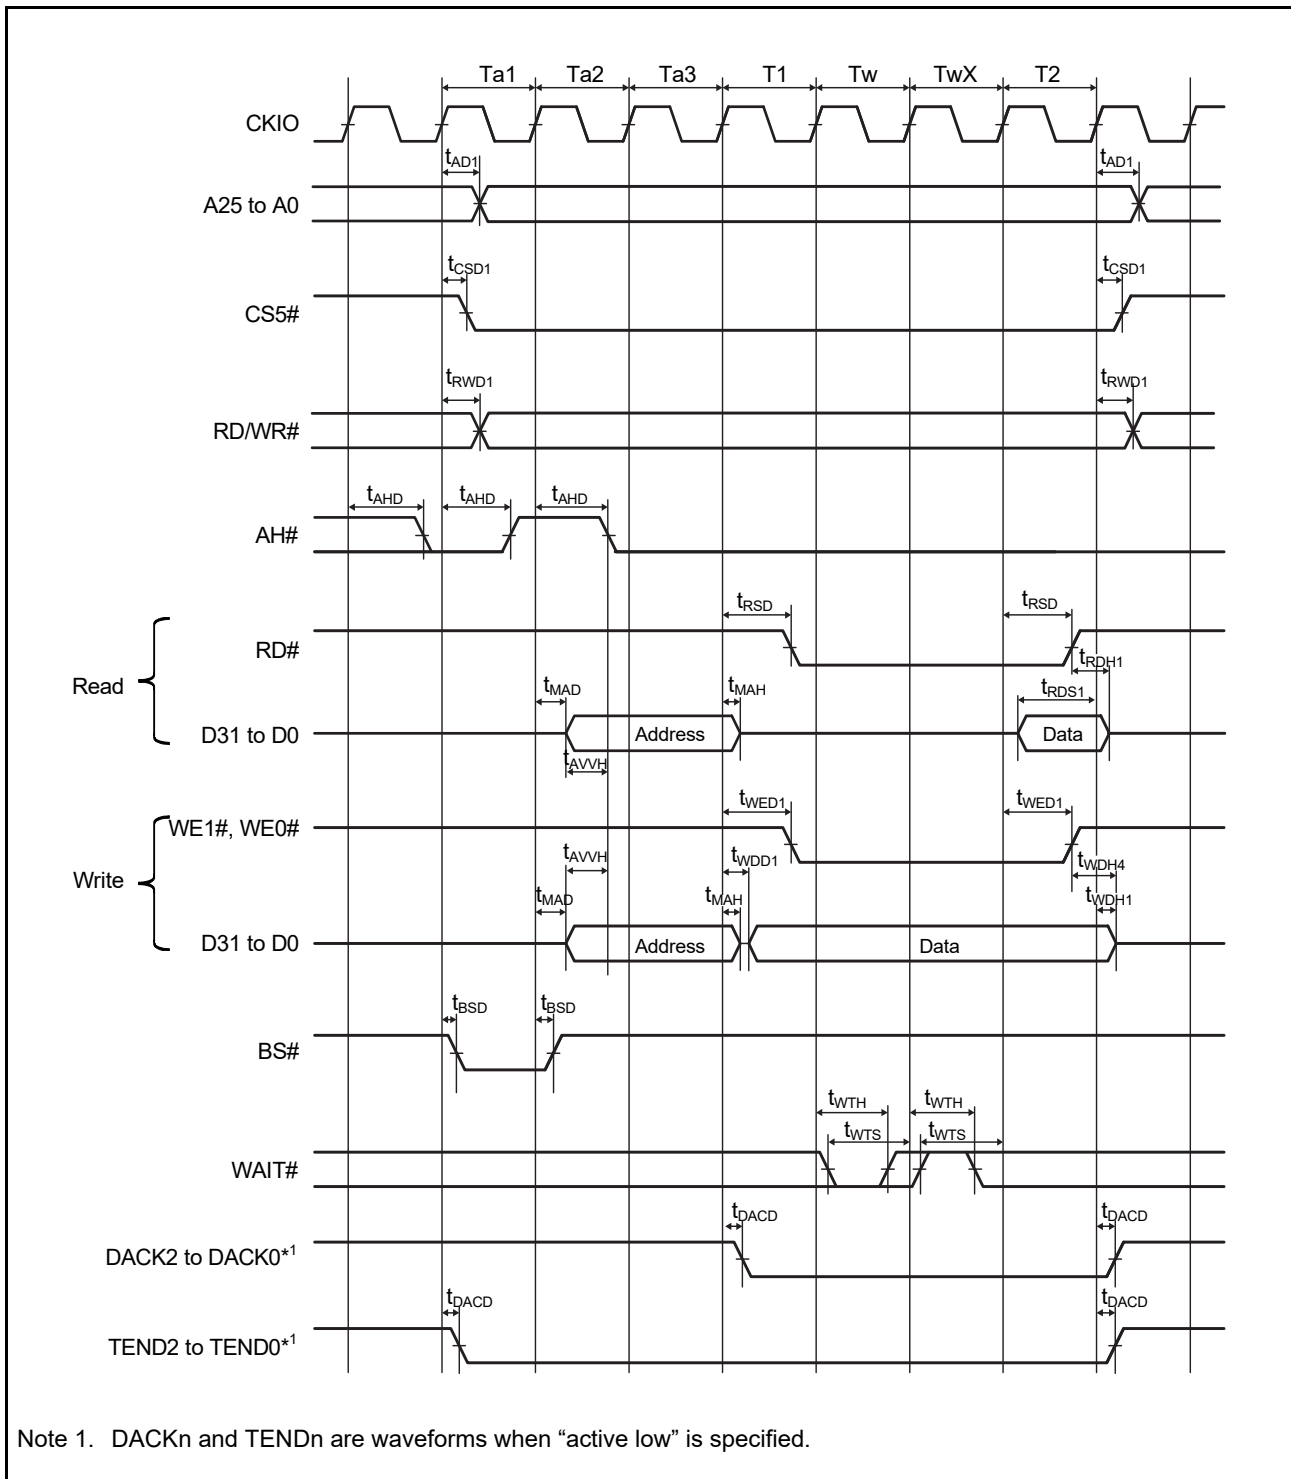 Ta1 Ta2 Ta3 T1 Tw TwX T2
CKIO
tAD1 tAD1
A25 to A0
tCSD1 tCSD1
CS5#
tRWD1 tRWD1
RD/WR#
tAHD tAHD tAHD
AH#
tRSD tRSD
RD#
tRDH1
Read
tMAD tMAH tRDS1
D31 to D0 Address Data
tAVVH
tWED1 tWED1
WE1#, WE0#
tAVVH tWDD1 tWDH4
Write
tMAD tMAH tWDH1
D31 to D0 Address Data
tBSD tBSD
BS#
tWTH tWTH
tWTS tWTS
WAIT#
tDACD tDACD
DACK2 to DACK0*1
tDACD tDACD
TEND2 to TEND0*1
Note 1. DACKn and TENDn are waveforms when “active low” is specified.